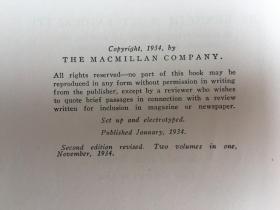 Copyright, 1934, by
THE MACMILLAN COMPANY.
All rights reserved—no part of this book may be
reproduced in any form without permission in writing
from the publisher, except by a reviewer who wishes
to quote brief passages in connection with a review
written for inclusion in magazine or newspaper.
Set up and electrotyped.
Published January, 1934.
Second edition revised. Two volumes in one,
November, 1934.